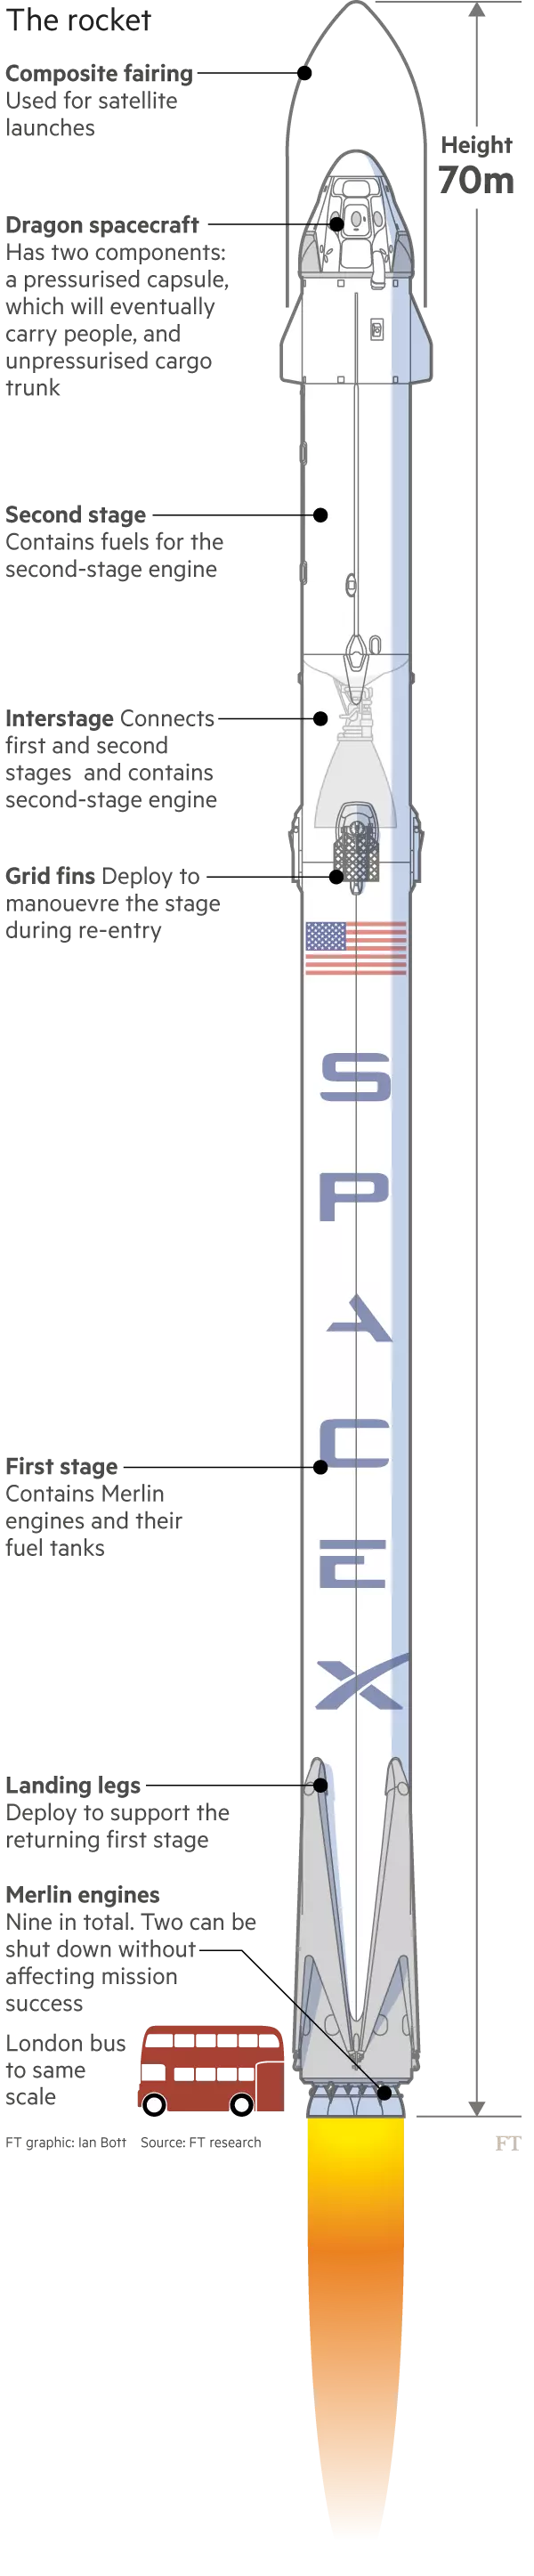 The rocket
Composite fairing
Used for satellite
launches
Height
70m
Dragon spacecraft
Has two components:
a pressurised capsule,
which will eventually
carry people, and
unpressurised cargo
trunk
Second stage
Contains fuels for the
second-stage engine
Interstage Connects
first and second
stages and contains
second-stage engine
Grid fins Deploy to
manouevre the stage
during re-entry
S
P
A
C
E
X
First stage
Contains Merlin
engines and their
fuel tanks
Landing legs
Deploy to support the
returning first stage
Merlin engines
Nine in total. Two can be
shut down without
affecting mission
success
London bus
to same
scale
FT graphic: Ian Bott Source: FT research
FT